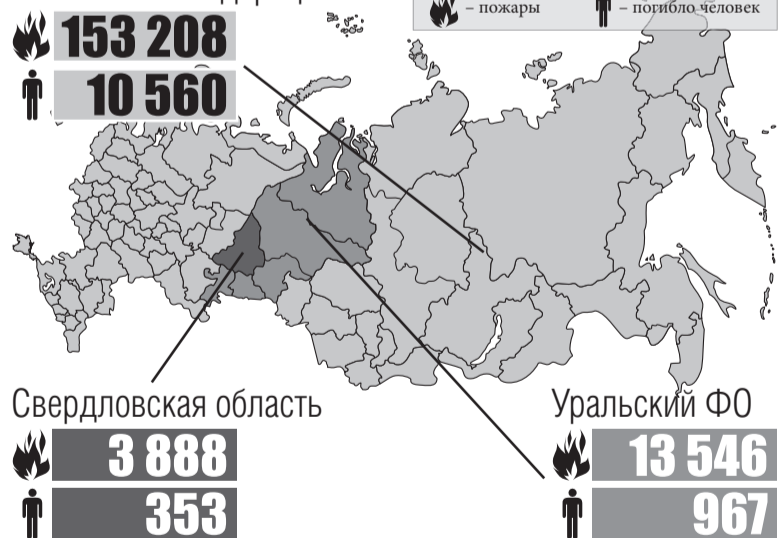 – пожары
– погибло человек
153 208
10 560
Свердловская область
3 888
353
Уральский ФО
13 546
967